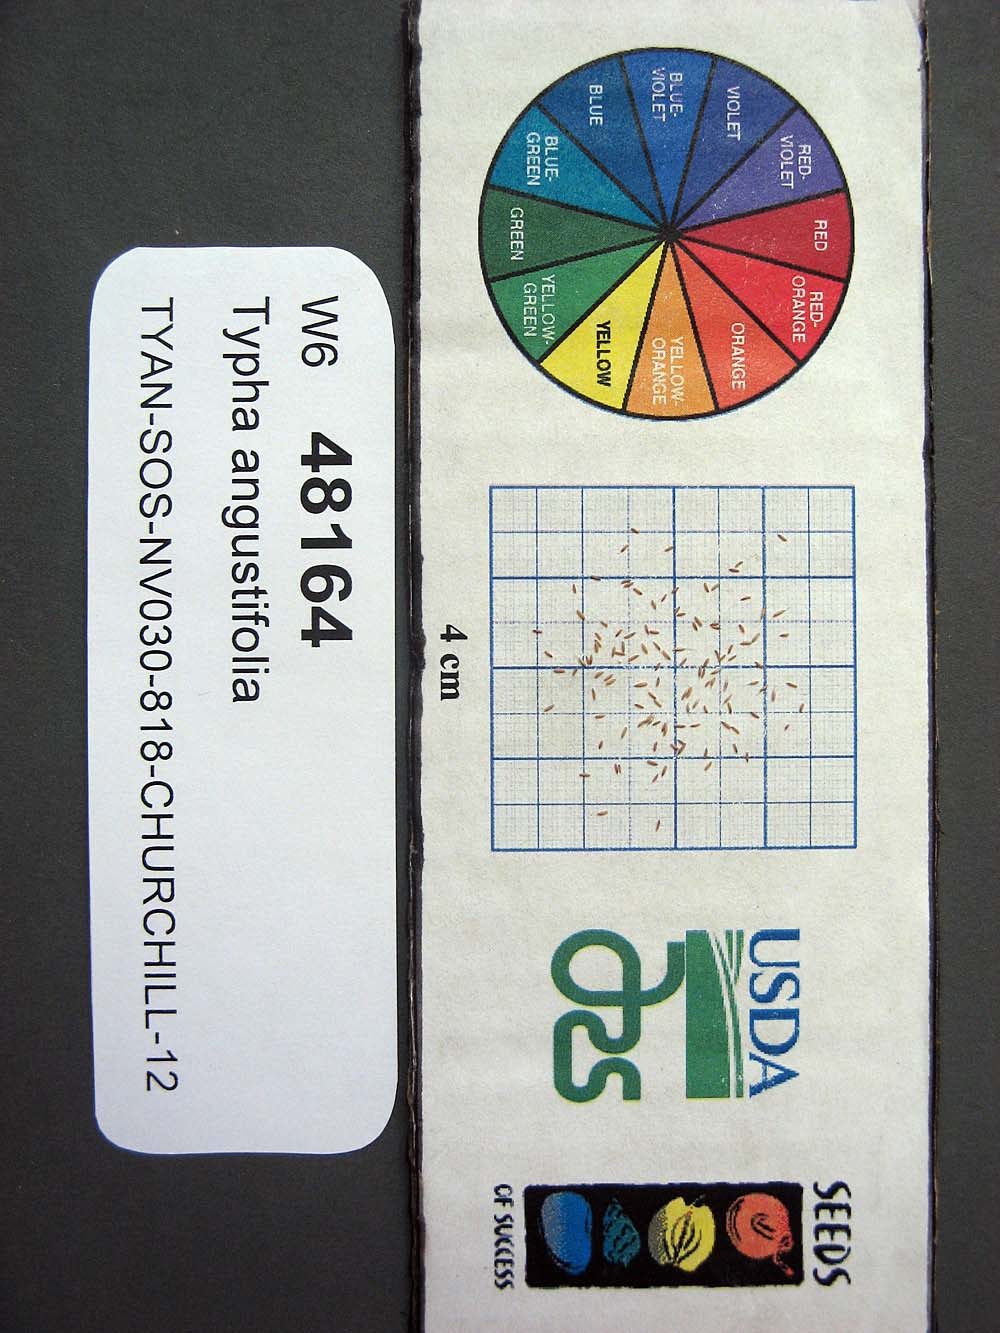 W6 48164
Typha angustifolia
TYAN-SOS-NV030-818-CHURCHILL-12
RED
RED-
ORANGE
ORANGE
YELLOW-
ORANGE
YELLOW
YELLOW-
GREEN
GREEN
BLUE-
GREEN
BLUE
BLUE-
VIOLET
VIOLET
RED-
VIOLET
4 cm
USDA
ars
SEEDS
OF SUCCESS